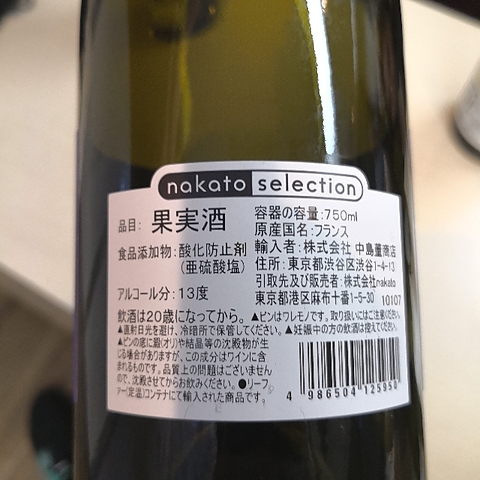 nakato selection
品目: 果実酒
食品添加物:酸化防止剤
(亜硫酸塩)
アルコール分:13度
容器の容量:750ml
原産国名:フランス
輸入者:株式会社 中島董商店
住所:東京都渋谷区渋谷1-4-13
引取先及び販売者:株式会社nakato
東京都港区麻布十番1-5-30 10107
飲酒は20歳になってから。▲ビンはワレモノです。取り扱いにはご注意ください。
▲直射日光を避け、冷暗所で保管してください。▲妊娠中の方の飲酒は控えてください。
▲ビンの底に澱(オリ)や結晶等の沈殿物が生
じる場合がありますが、この成分はワインに含
まれるものです。品質上の問題はございません
ので、沈殿させてからお飲みください。●リーフ
ァー(定温)コンテナにて輸入された商品です。
4 986504 125958